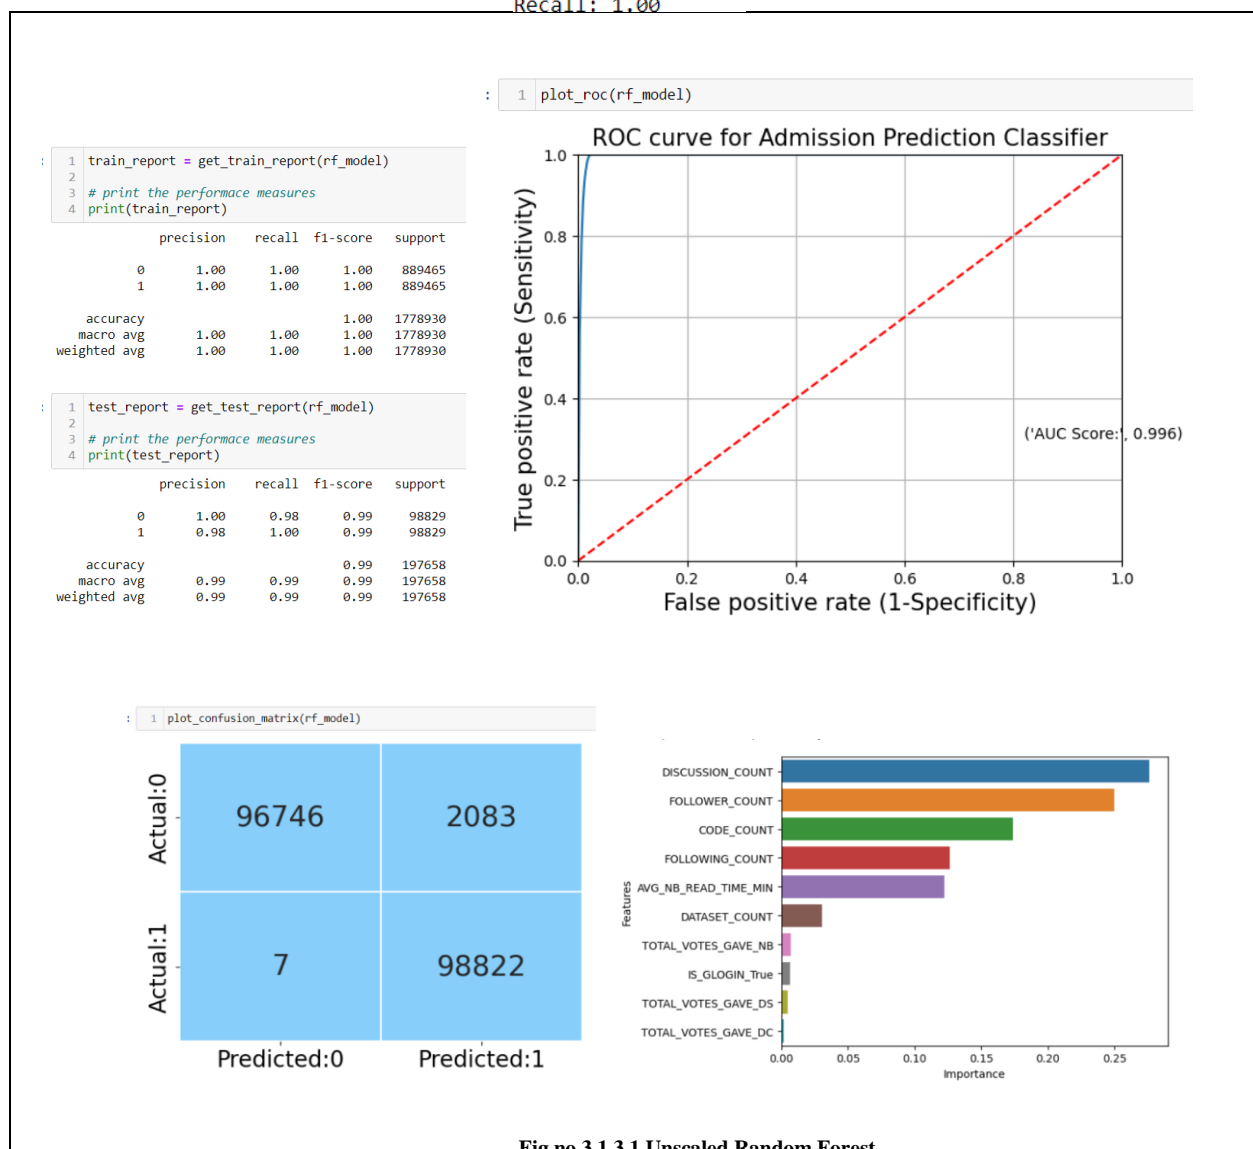 Recall: 1.00
: 1 plot_roc(rf_model)
ROC curve for Admission Prediction Classifier
1.0
0.8
0.6
0.4
0.2
0.0
True positive rate (Sensitivity)
('AUC Score:', 0.996)
0.0 0.2 0.4 0.6 0.8 1.0
False positive rate (1-Specificity)
: 1 train_report = get_train_report(rf_model)
2
3 # print the performace measures
4 print(train_report)
precision recall f1-score support
0 1.00 1.00 1.00 889465
1 1.00 1.00 1.00 889465
accuracy 1.00 1778930
macro avg 1.00 1.00 1.00 1778930
weighted avg 1.00 1.00 1.00 1778930
: 1 test_report = get_test_report(rf_model)
2
3 # print the performace measures
4 print(test_report)
precision recall f1-score support
0 1.00 0.98 0.99 98829
1 0.98 1.00 0.99 98829
accuracy 0.99 197658
macro avg 0.99 0.99 0.99 197658
weighted avg 0.99 0.99 0.99 197658
: 1 plot_confusion_matrix(rf_model)
Actual:0
96746 2083
Actual:1
7 98822
Predicted:0 Predicted:1
Features
DISCUSSION_COUNT
FOLLOWER_COUNT
CODE_COUNT
FOLLOWING_COUNT
AVG_NB_READ_TIME_MIN
DATASET_COUNT
TOTAL_VOTES_GAVE_NB
IS_GLOGIN_True
TOTAL_VOTES_GAVE_DS
TOTAL_VOTES_GAVE_DC
0.00 0.05 0.10 0.15 0.20 0.25
Importance
Fig no 3.1.3.1 Unscaled Random Forest